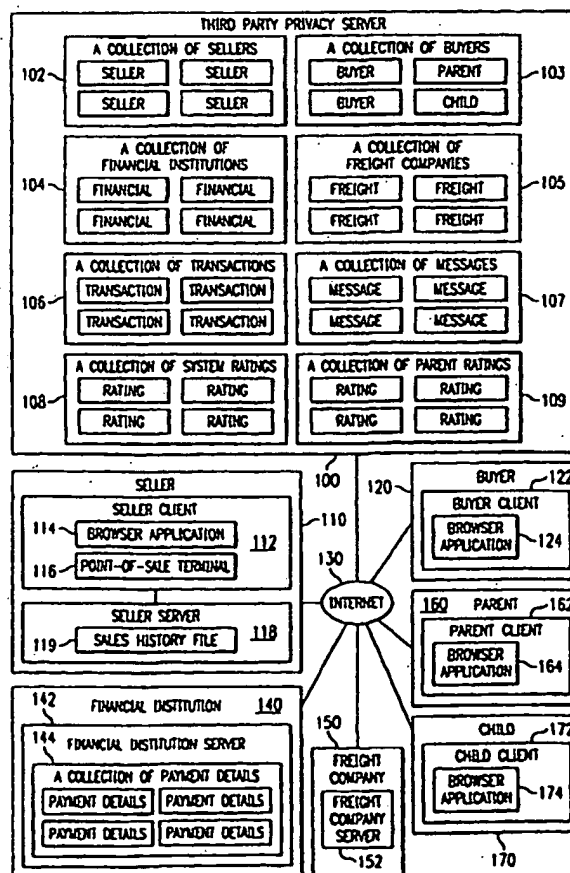 THIRD PARTY PRIVACY SERVER
A COLLECTION OF SELLERS
102
SELLER SELLER
SELLER SELLER
A COLLECTION OF BUYERS
103
BUYER PARENT
BUYER CHILD
A COLLECTION OF
FINANCIAL INSTITUTIONS
104
FINANCIAL FINANCIAL
FINANCIAL FINANCIAL
A COLLECTION OF
FREIGHT COMPANIES
105
FREIGHT FREIGHT
FREIGHT FREIGHT
A COLLECTION OF TRANSACTIONS
106
TRANSACTION TRANSACTION
TRANSACTION TRANSACTION
A COLLECTION OF MESSAGES
107
MESSAGE MESSAGE
MESSAGE MESSAGE
A COLLECTION OF SYSTEM RATINGS
108
RATING RATING
RATING RATING
A COLLECTION OF PARENT RATINGS
109
RATING RATING
RATING RATING
100
SELLER
110
SELLER CLIENT
114 BROWSER APPLICATION 112
116 POINT-OF-SALE TERMINAL
SELLER SERVER
119 SALES HISTORY FILE 118
130
INTERNET
120 BUYER 122
BUYER CLIENT
BROWSER
APPLICATION 124
160 PARENT 162
PARENT CLIENT
BROWSER
APPLICATION 164
CHILD 172
CHILD CLIENT
BROWSER
APPLICATION 174
170
142 FINANCIAL INSTITUTION 140
144 FINANCIAL INSTITUTION SERVER
A COLLECTION OF PAYMENT DETAILS
PAYMENT DETAILS PAYMENT DETAILS
PAYMENT DETAILS PAYMENT DETAILS
150
FREIGHT
COMPANY
FREIGHT
COMPANY
SERVER
152